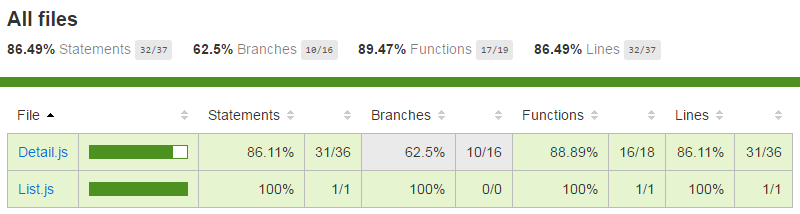 All files
86.49% Statements 32/37 62.5% Branches 10/16 89.47% Functions 17/19 86.49% Lines 32/37
File Statements Branches Functions Lines
Detail.js 86.11% 31/36 62.5% 10/16 88.89% 16/18 86.11% 31/36
List.js 100% 1/1 100% 0/0 100% 1/1 100% 1/1